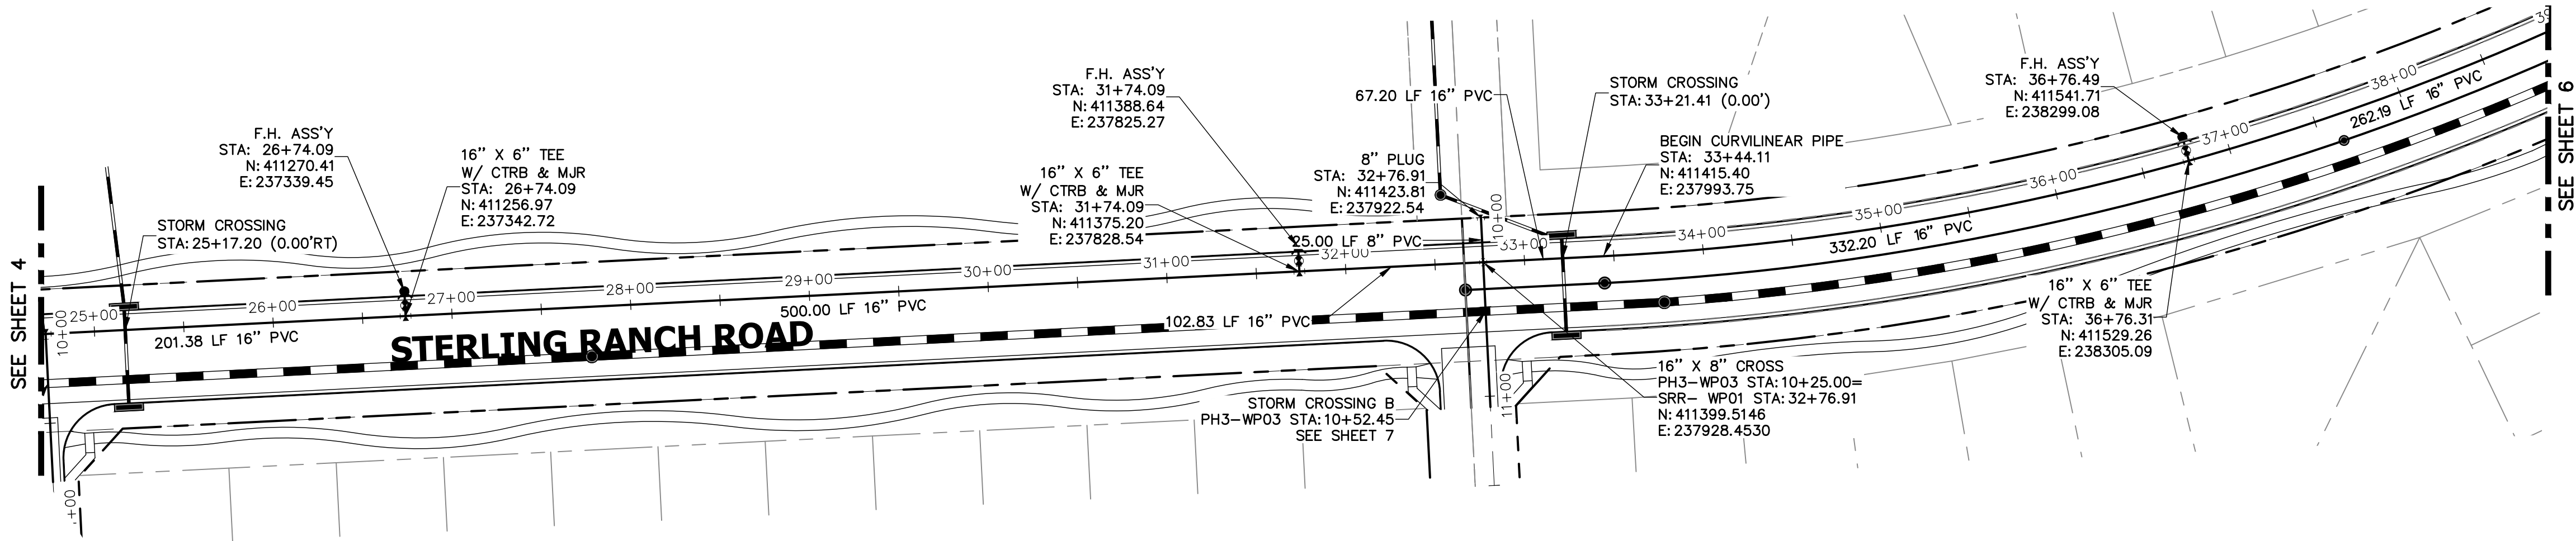 SEE SHEET 4
STORM CROSSING
STA: 25+17.20 (0.00'RT)
F.H. ASS'Y
STA: 26+74.09
N: 411270.41
E: 237339.45
16" X 6" TEE
W/ CTRB & MJR
STA: 26+74.09
N: 411256.97
E: 237342.72
F.H. ASS'Y
STA: 31+74.09
N: 411388.64
E: 237825.27
16" X 6" TEE
W/ CTRB & MJR
STA: 31+74.09
N: 411375.20
E: 237828.54
8" PLUG
STA: 32+76.91
N: 411423.81
E: 237922.54
67.20 LF 16" PVC
STORM CROSSING
STA: 33+21.41 (0.00')
BEGIN CURVILINEAR PIPE
STA: 33+44.11
N: 411415.40
E: 237993.75
F.H. ASS'Y
STA: 36+76.49
N: 411541.71
E: 238299.08
25+00
26+00
27+00
28+00
29+00
30+00
31+00
32+00
33+00
34+00
35+00
36+00
37+00
38+00
39
10+00
10+00
11+00
+00
201.38 LF 16" PVC
500.00 LF 16" PVC
25.00 LF 8" PVC
102.83 LF 16" PVC
332.20 LF 16" PVC
262.19 LF 16" PVC
STERLING RANCH ROAD
STORM CROSSING B
PH3-WP03 STA: 10+52.45
SEE SHEET 7
16" X 8" CROSS
PH3-WP03 STA: 10+25.00=
SRR- WP01 STA: 32+76.91
N: 411399.5146
E: 237928.4530
16" X 6" TEE
W/ CTRB & MJR
STA: 36+76.31
N: 411529.26
E: 238305.09
SEE SHEET 6